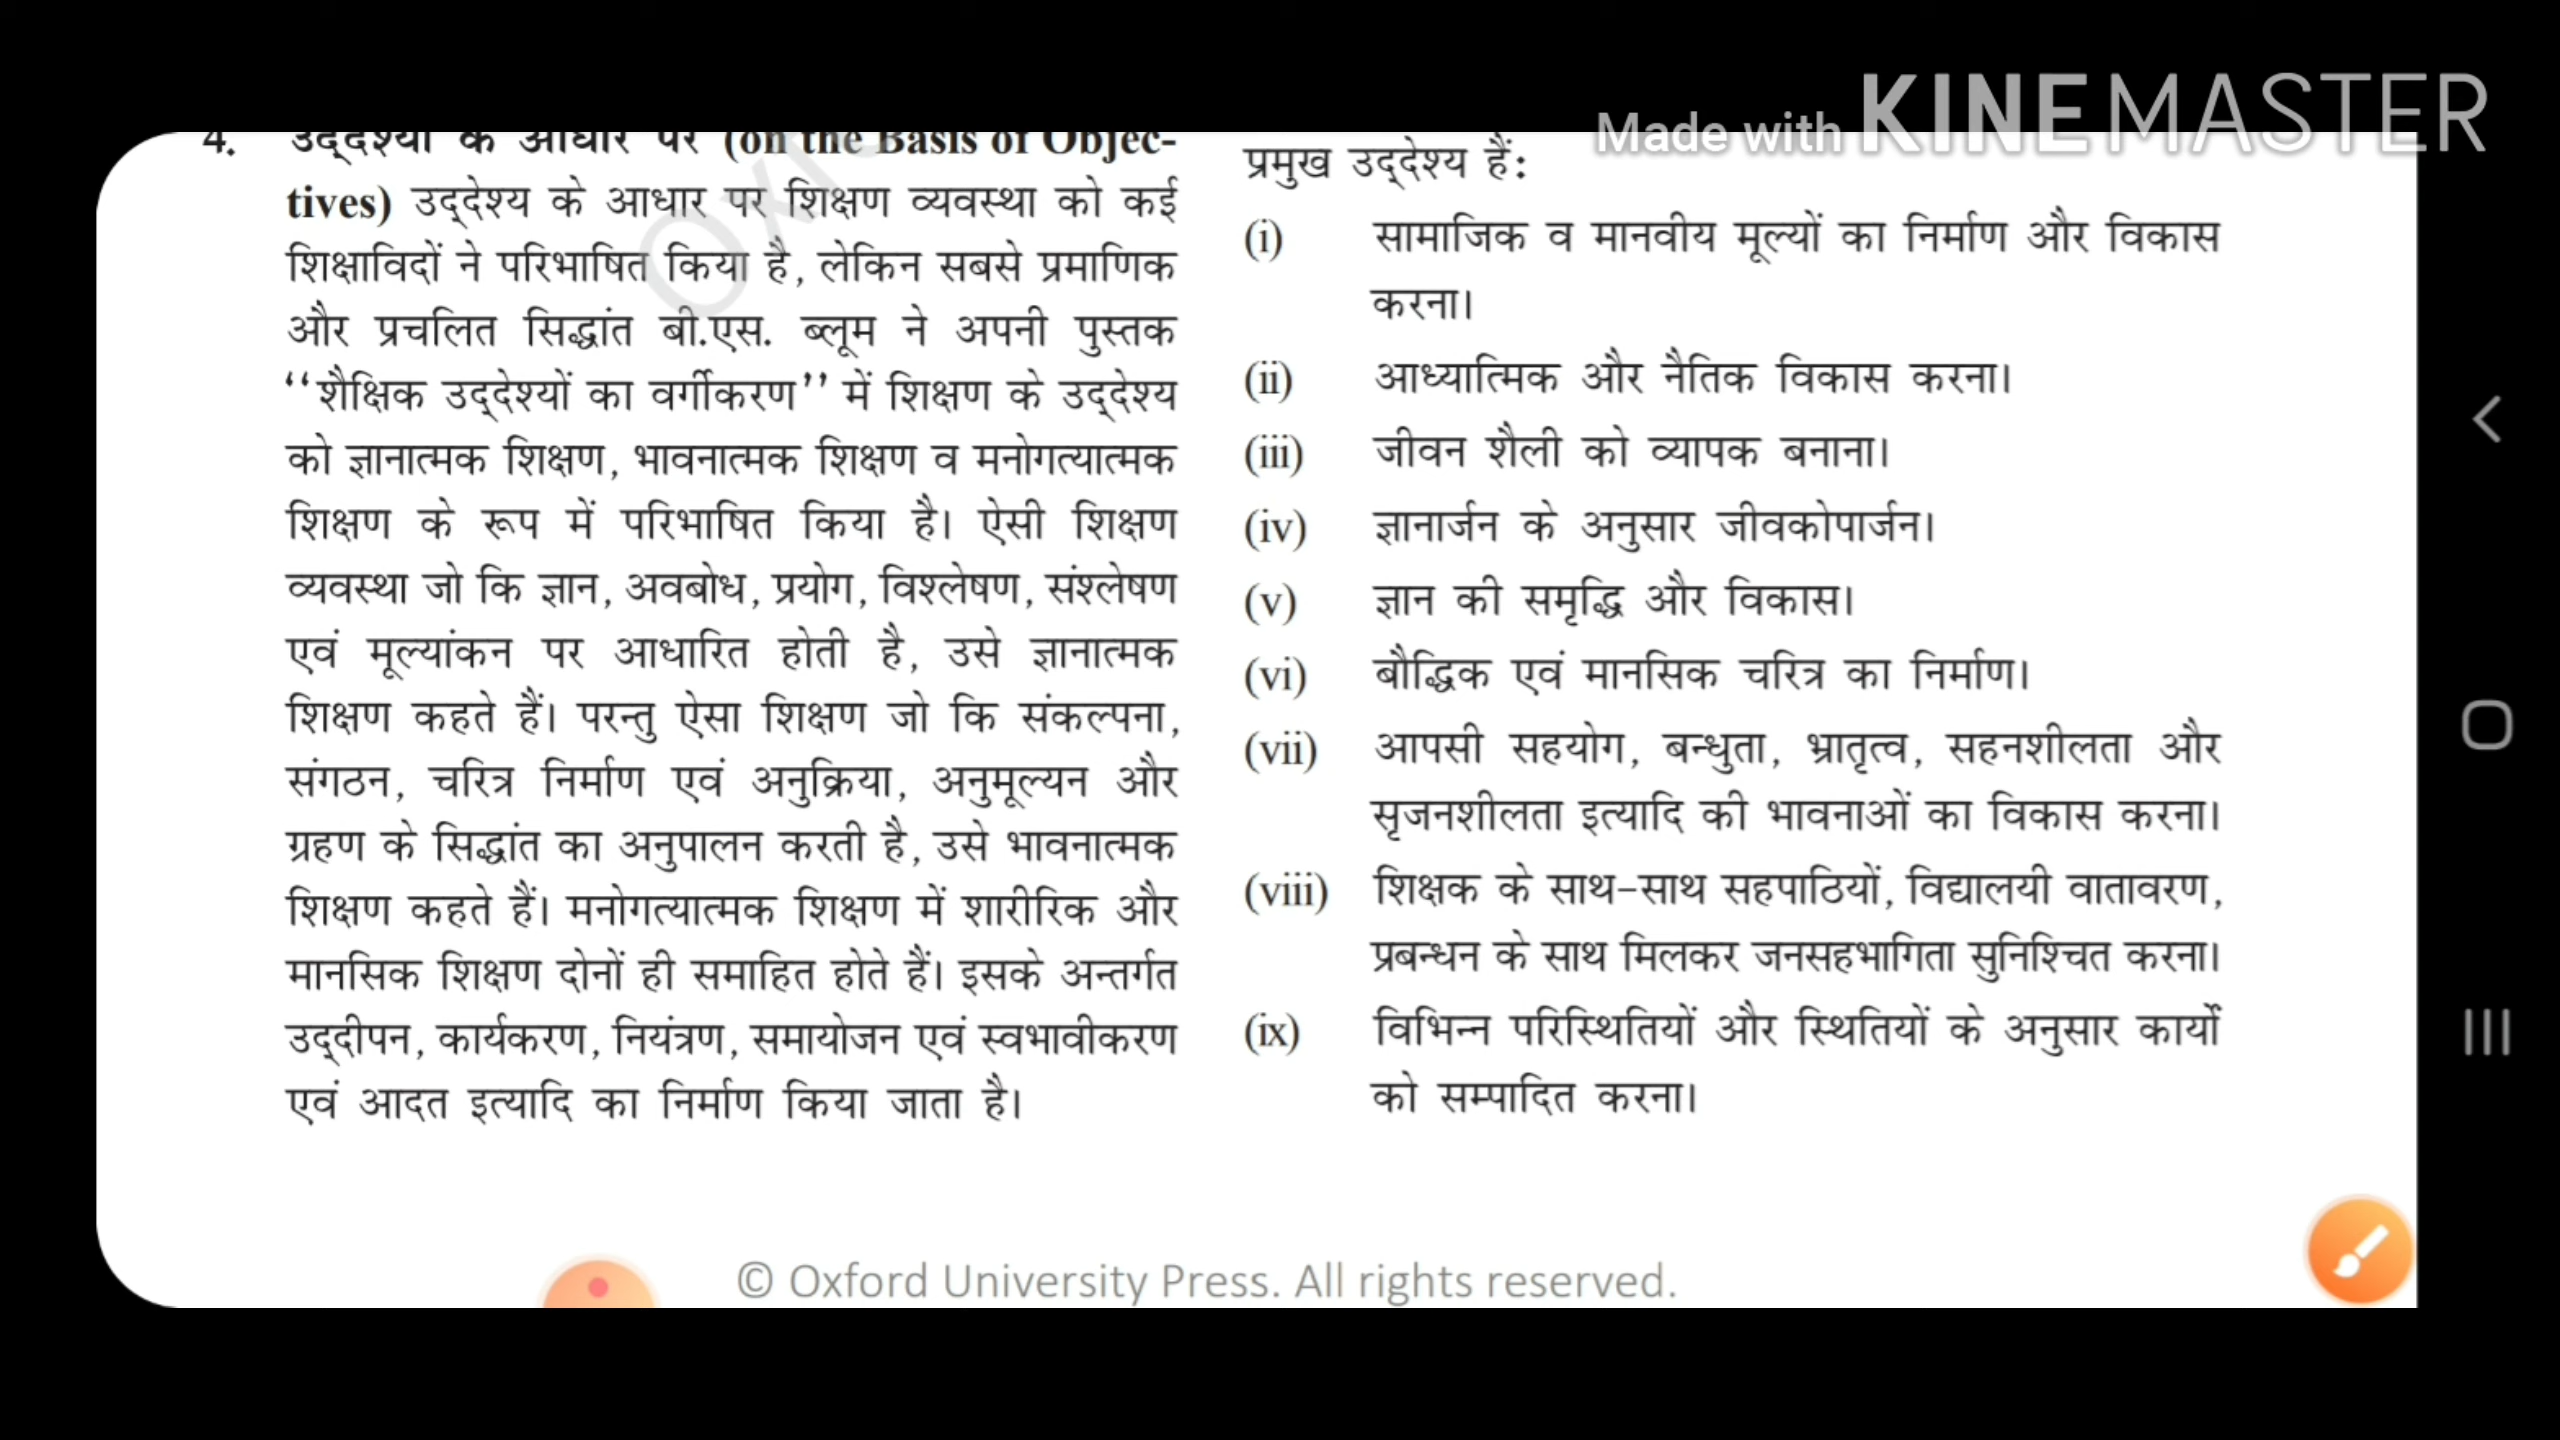 Made with KINEMASTER
4. उद्देश्यों के आधार पर (on the Basis of Objec-
tives) उद्देश्य के आधार पर शिक्षण व्यवस्था को कई
शिक्षाविदों ने परिभाषित किया है, लेकिन सबसे प्रमाणिक
और प्रचलित सिद्धांत बी.एस. ब्लूम ने अपनी पुस्तक
‘‘शैक्षिक उद्देश्यों का वर्गीकरण’’ में शिक्षण के उद्देश्य
को ज्ञानात्मक शिक्षण, भावनात्मक शिक्षण व मनोगत्यात्मक
शिक्षण के रूप में परिभाषित किया है। ऐसी शिक्षण
व्यवस्था जो कि ज्ञान, अवबोध, प्रयोग, विश्लेषण, संश्लेषण
एवं मूल्यांकन पर आधारित होती है, उसे ज्ञानात्मक
शिक्षण कहते हैं। परन्तु ऐसा शिक्षण जो कि संकल्पना,
संगठन, चरित्र निर्माण एवं अनुक्रिया, अनुमूल्यन और
ग्रहण के सिद्धांत का अनुपालन करती है, उसे भावनात्मक
शिक्षण कहते हैं। मनोगत्यात्मक शिक्षण में शारीरिक और
मानसिक शिक्षण दोनों ही समाहित होते हैं। इसके अन्तर्गत
उद्दीपन, कार्यकरण, नियंत्रण, समायोजन एवं स्वभावीकरण
एवं आदत इत्यादि का निर्माण किया जाता है।
प्रमुख उद्देश्य हैं:
(i) सामाजिक व मानवीय मूल्यों का निर्माण और विकास
करना।
(ii) आध्यात्मिक और नैतिक विकास करना।
(iii) जीवन शैली को व्यापक बनाना।
(iv) ज्ञानार्जन के अनुसार जीवकोपार्जन।
(v) ज्ञान की समृद्धि और विकास।
(vi) बौद्धिक एवं मानसिक चरित्र का निर्माण।
(vii) आपसी सहयोग, बन्धुता, भ्रातृत्व, सहनशीलता और
सृजनशीलता इत्यादि की भावनाओं का विकास करना।
(viii) शिक्षक के साथ-साथ सहपाठियों, विद्यालयी वातावरण,
प्रबन्धन के साथ मिलकर जनसहभागिता सुनिश्चित करना।
(ix) विभिन्न परिस्थितियों और स्थितियों के अनुसार कार्यों
को सम्पादित करना।
© Oxford University Press. All rights reserved.